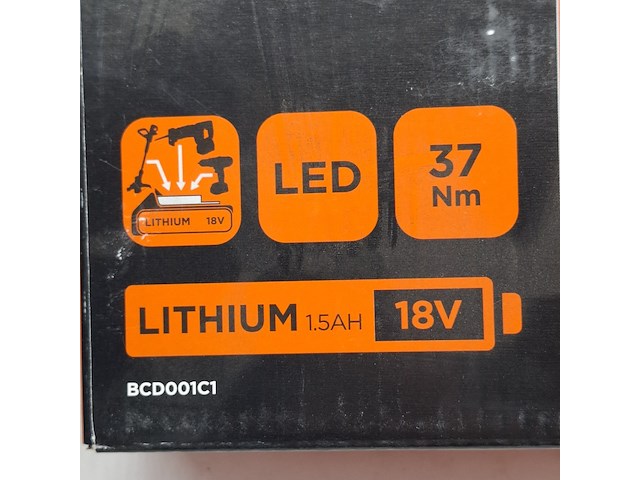 LITHIUM 18V
LED
37
Nm
LITHIUM 1.5AH 18V
BCD001C1